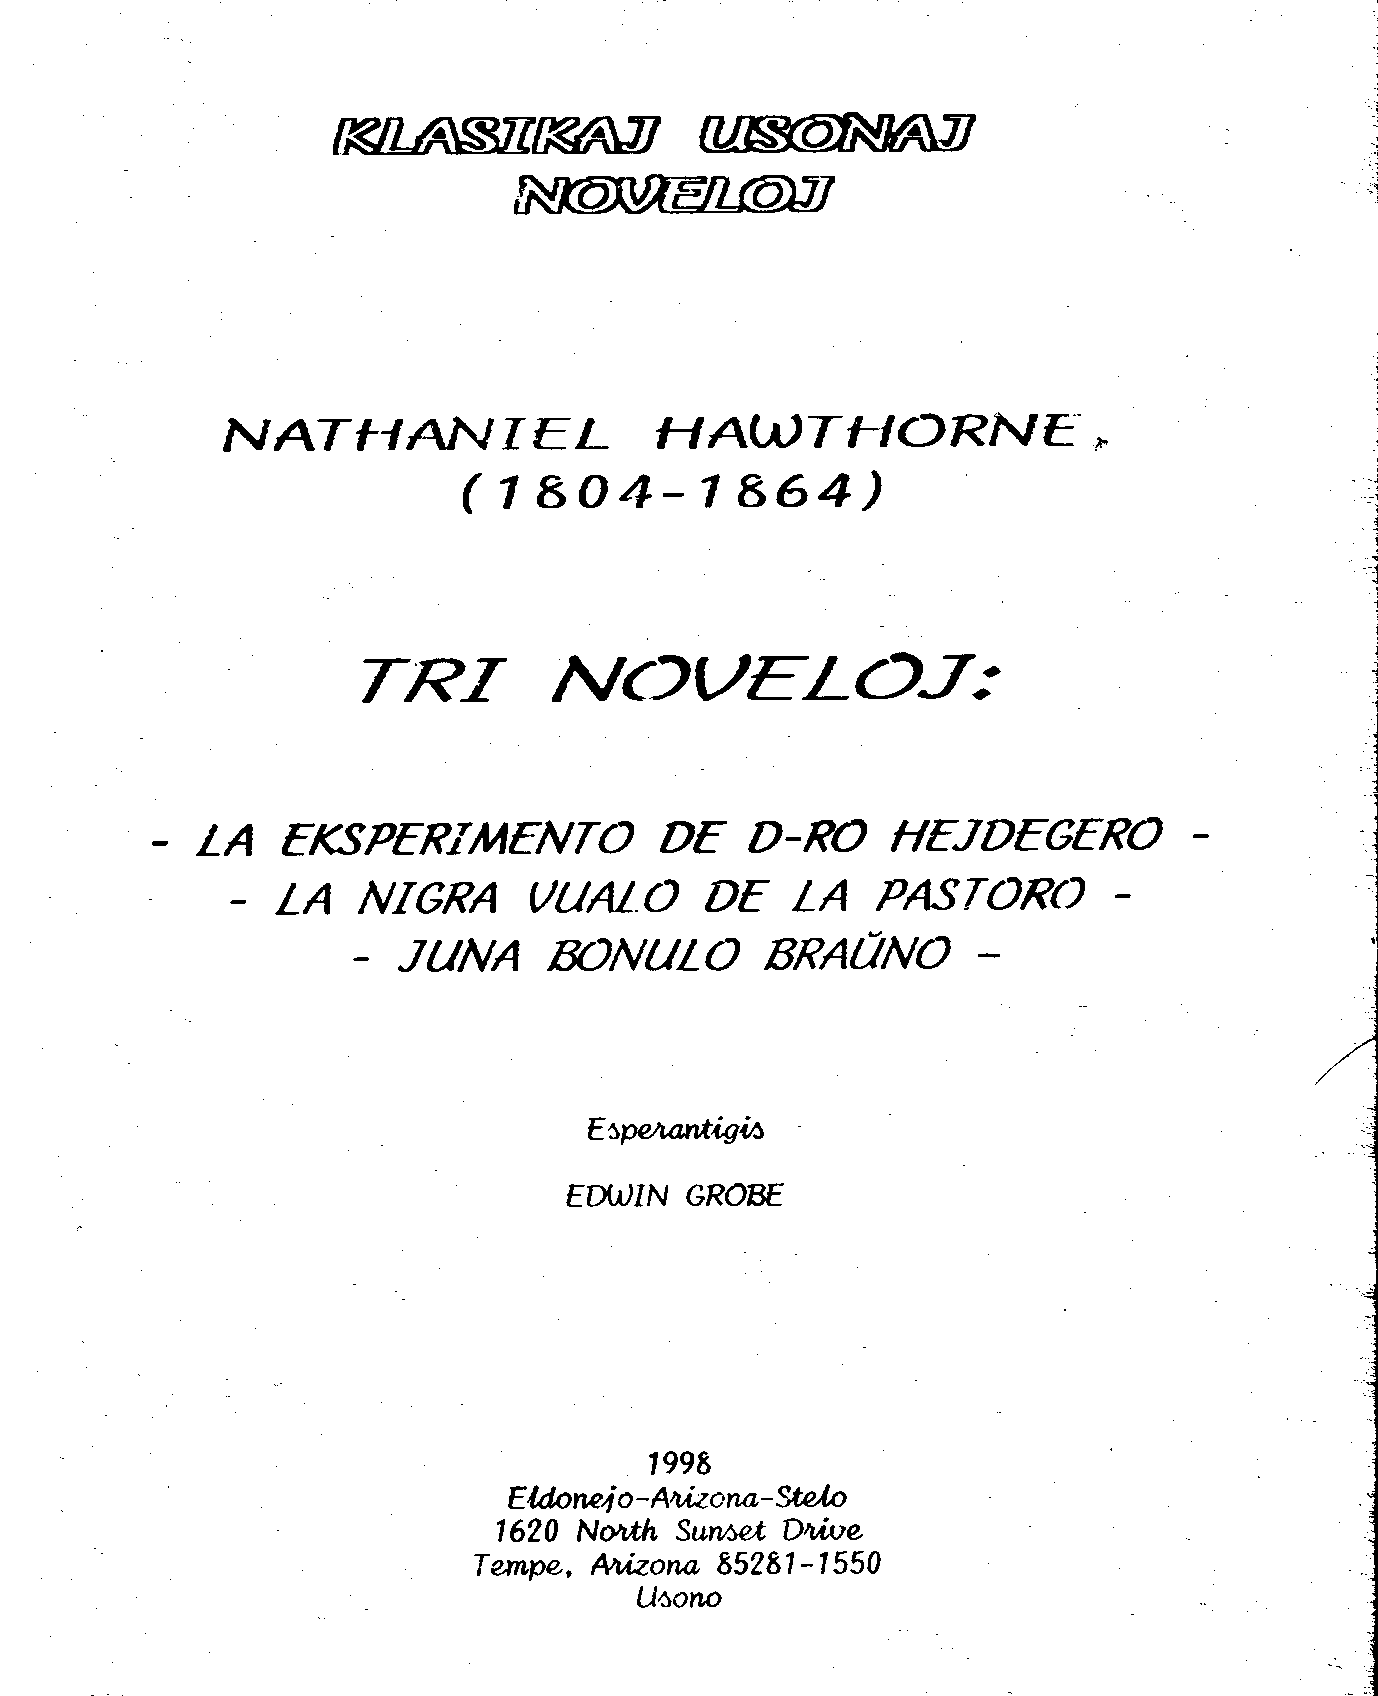 KLASIKAJ USONAJ
NOVELOJ
NATHANIEL HAWTHORNE
(1804-1864)
TRI NOVELOJ:
- LA EKSPERIMENTO DE D-RO HEJDEGERO -
- LA NIGRA VUALO DE LA PASTORO -
- JUNA BONULO BRAŬNO -
Esperantigis
EDWIN GROBE
1998
Eldonejo-Arizona-Stelo
1620 North Sunset Drive
Tempe, Arizona 85281-1550
Usono